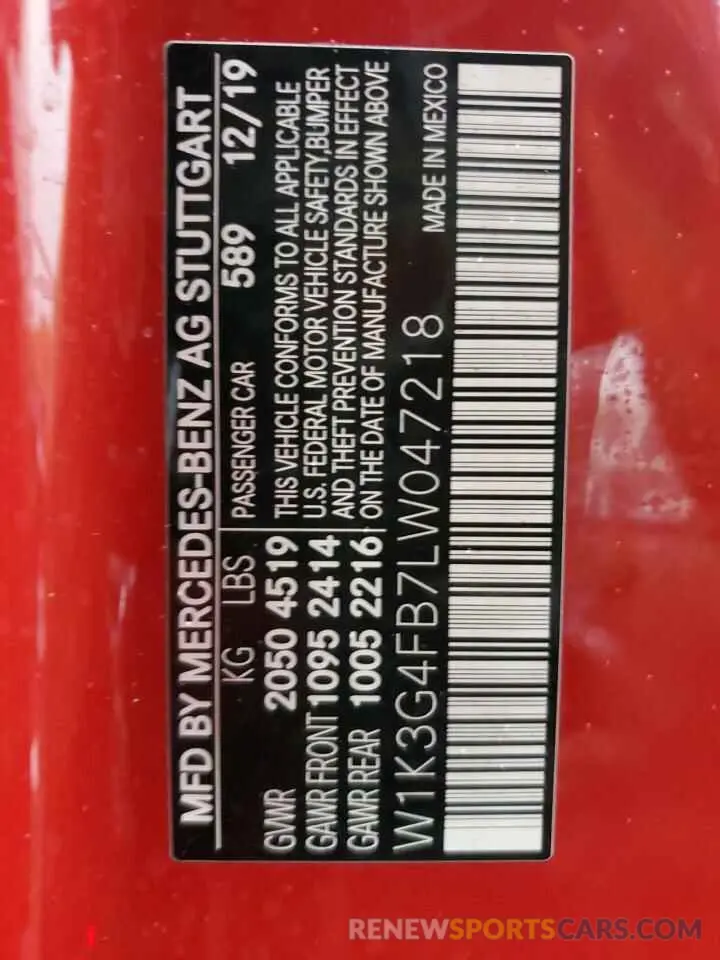 MFD BY MERCEDES-BENZ AG STUTTGART
KG LBS PASSENGER CAR 589 12/19
GVWR 2050 4519 THIS VEHICLE CONFORMS TO ALL APPLICABLE
GAWR FRONT 1095 2414 U.S. FEDERAL MOTOR VEHICLE SAFETY, BUMPER
GAWR REAR 1005 2216 AND THEFT PREVENTION STANDARDS IN EFFECT
ON THE DATE OF MANUFACTURE SHOWN ABOVE
W1K3G4FB7LW047218 MADE IN MEXICO
RENEWSPORTSCARS.COM